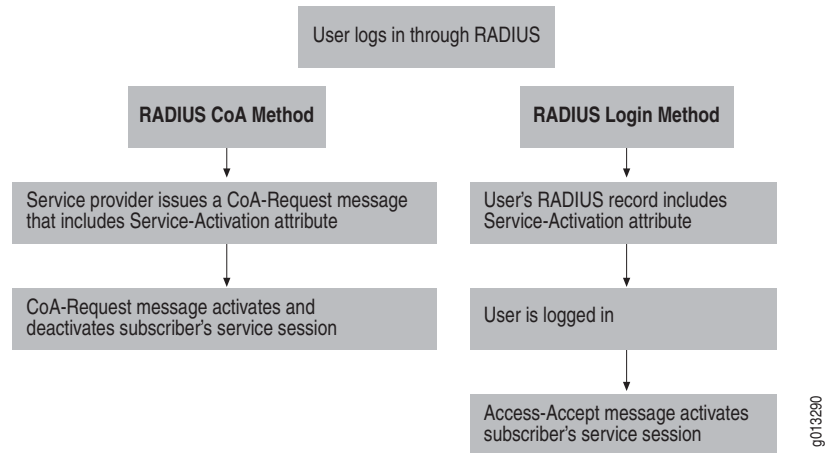 User logs in through RADIUS
RADIUS CoA Method
Service provider issues a CoA-Request message
that includes Service-Activation attribute
CoA-Request message activates and
deactivates subscriber's service session
RADIUS Login Method
User's RADIUS record includes
Service-Activation attribute
User is logged in
Access-Accept message activates
subscriber's service session
g013290